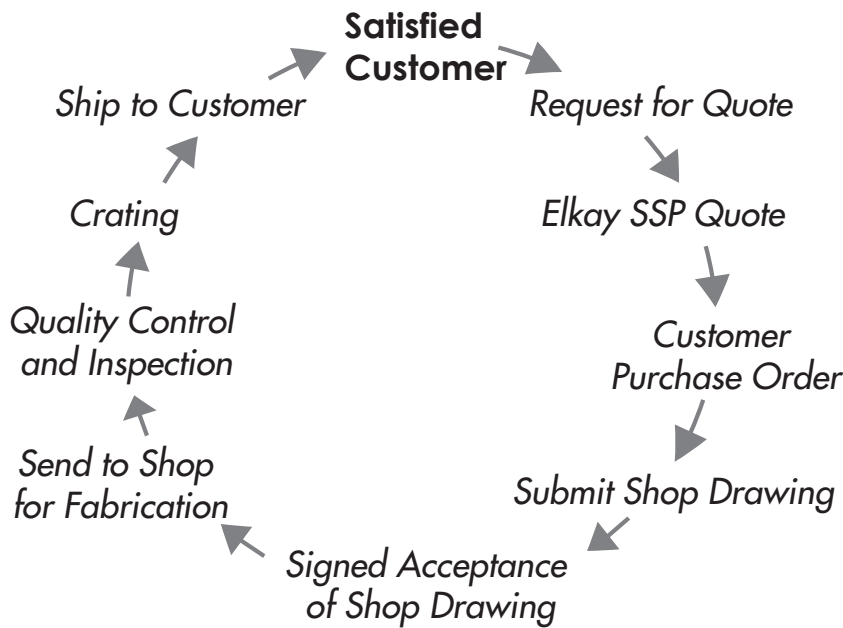 Satisfied
Customer
Request for Quote
Elkay SSP Quote
Customer
Purchase Order
Submit Shop Drawing
Signed Acceptance
of Shop Drawing
Send to Shop
for Fabrication
Quality Control
and Inspection
Crating
Ship to Customer